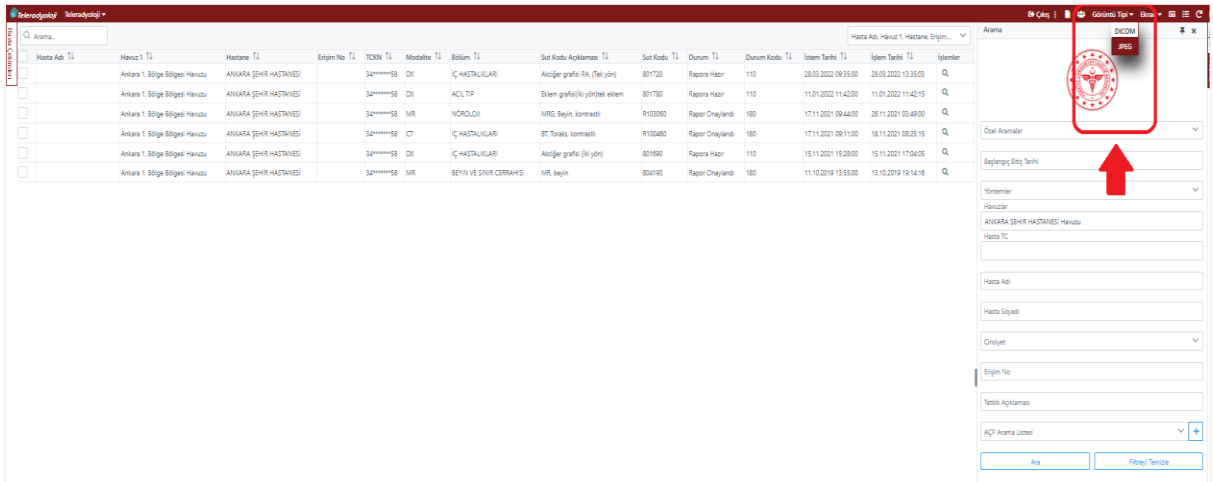 Teleradyoloji Teleradyoloji
Çıkış | Görüntü Tipi Ekra
DICOM
JPEG
Hasta Çekimleri
Arama...
Hasta Adı, Havuz 1, Hastane, Erişim...
Hasta Adı Havuz 1 Hastane Erişim No TCKN Modalite Bölüm Sut Kodu Açıklaması Sut Kodu Durum Durum Kodu İstem Tarihi İşlem Tarihi İşlemler
Ankara 1. Bölge Bölgesi Havuzu ANKARA ŞEHİR HASTANESİ 34*******58 DX İÇ HASTALIKLARI Akciğer grafisi P.A. (Tek yön) 801720 Rapora Hazır 110 28.03.2022 09:35:00 28.03.2022 13:35:03
Ankara 1. Bölge Bölgesi Havuzu ANKARA ŞEHİR HASTANESİ 34*******58 DX ACİL TIP Eklem grafisi(İki yön)tek eklem 801780 Rapora Hazır 110 11.01.2022 11:42:00 11.01.2022 11:42:15
Ankara 1. Bölge Bölgesi Havuzu ANKARA ŞEHİR HASTANESİ 34*******58 MR NÖROLOJİ MRG, Beyin, kontrastlı R103060 Rapor Onaylandı 180 17.11.2021 09:44:00 26.11.2021 03:49:00
Ankara 1. Bölge Bölgesi Havuzu ANKARA ŞEHİR HASTANESİ 34*******58 CT İÇ HASTALIKLARI BT, Toraks, kontrastlı R100460 Rapor Onaylandı 180 17.11.2021 09:11:00 18.11.2021 08:25:15
Ankara 1. Bölge Bölgesi Havuzu ANKARA ŞEHİR HASTANESİ 34*******58 DX İÇ HASTALIKLARI Akciğer grafisi (İki yön) 801690 Rapora Hazır 110 15.11.2021 15:28:00 15.11.2021 17:04:05
Ankara 1. Bölge Bölgesi Havuzu ANKARA ŞEHİR HASTANESİ 34*******58 MR BEYİN VE SİNİR CERRAHİSİ MR, beyin 804190 Rapor Onaylandı 180 11.10.2019 13:55:00 13.10.2019 19:14:16
Arama
Özel Aramalar
Başlangıç Bitiş Tarihi
Yöntemler
Havuzlar
ANKARA ŞEHİR HASTANESİ Havuzu
Hasta TC
Hasta Adı
Hasta Soyadı
Cinsiyet
Erişim No
Tetkik Açıklaması
AÇP Arama Listesi
+
Ara Filtreyi Temizle